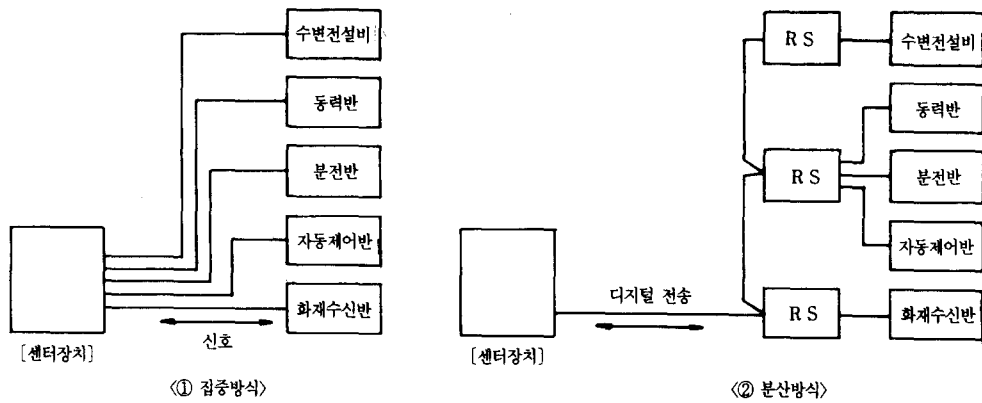 수변전설비
동력반
분전반
자동제어반
화재수신반
신호
[센터장치]
〈① 집중방식〉
RS
수변전설비
동력반
RS
분전반
자동제어반
디지털 전송
RS
화재수신반
[센터장치]
〈② 분산방식〉